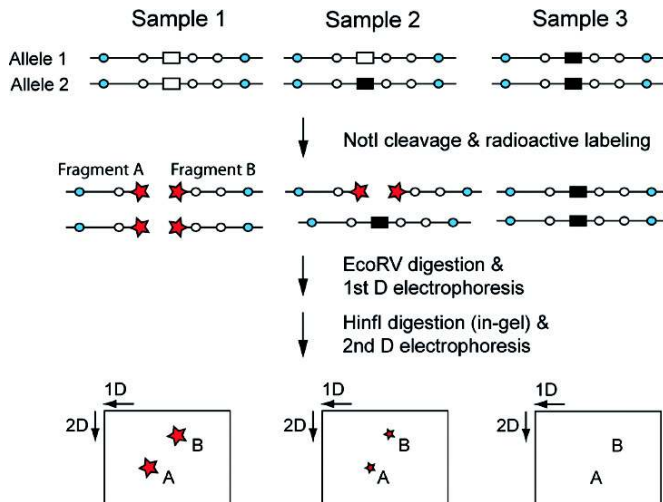 Sample 1 Sample 2 Sample 3
Allele 1
Allele 2
NotI cleavage & radioactive labeling
Fragment A Fragment B
EcoRV digestion &
1st D electrophoresis
HinfI digestion (in-gel) &
2nd D electrophoresis
1D 1D 1D
2D 2D 2D
B B B
A A A